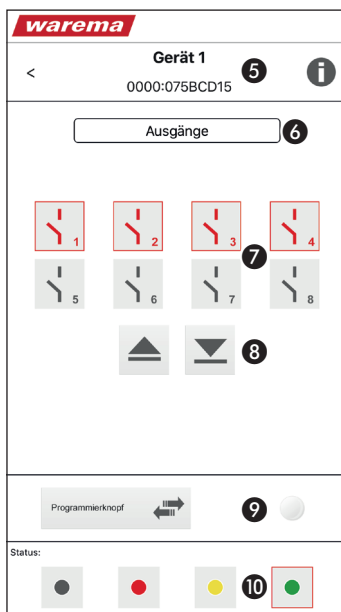 warema
<
Gerät 1
0000:075BCD15
5
i
Ausgänge
6
1
2
3
4
7
5
6
7
8
8
Programmierknopf
9
Status:
10